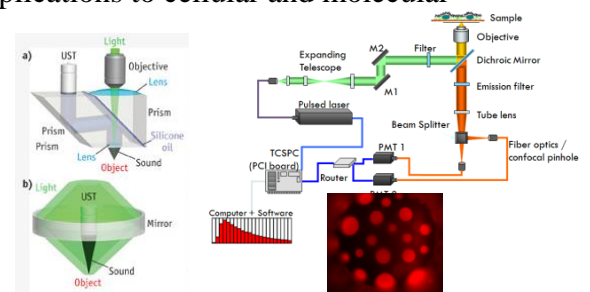 plications to cellular and molecular
a)
UST
Light
Objective
Lens
Prism
Prism
Prism
Silicone
oil
Lens
Sound
Object
b)
Light
UST
Mirror
Sound
Object
Sample
Objective
M2
Filter
Dichroic Mirror
Expanding
Telescope
M1
Emission filter
Pulsed laser
Tube lens
Beam Splitter
Fiber optics /
confocal pinhole
TCSPC
(PCI board)
PMT 1
Router
Computer + Software